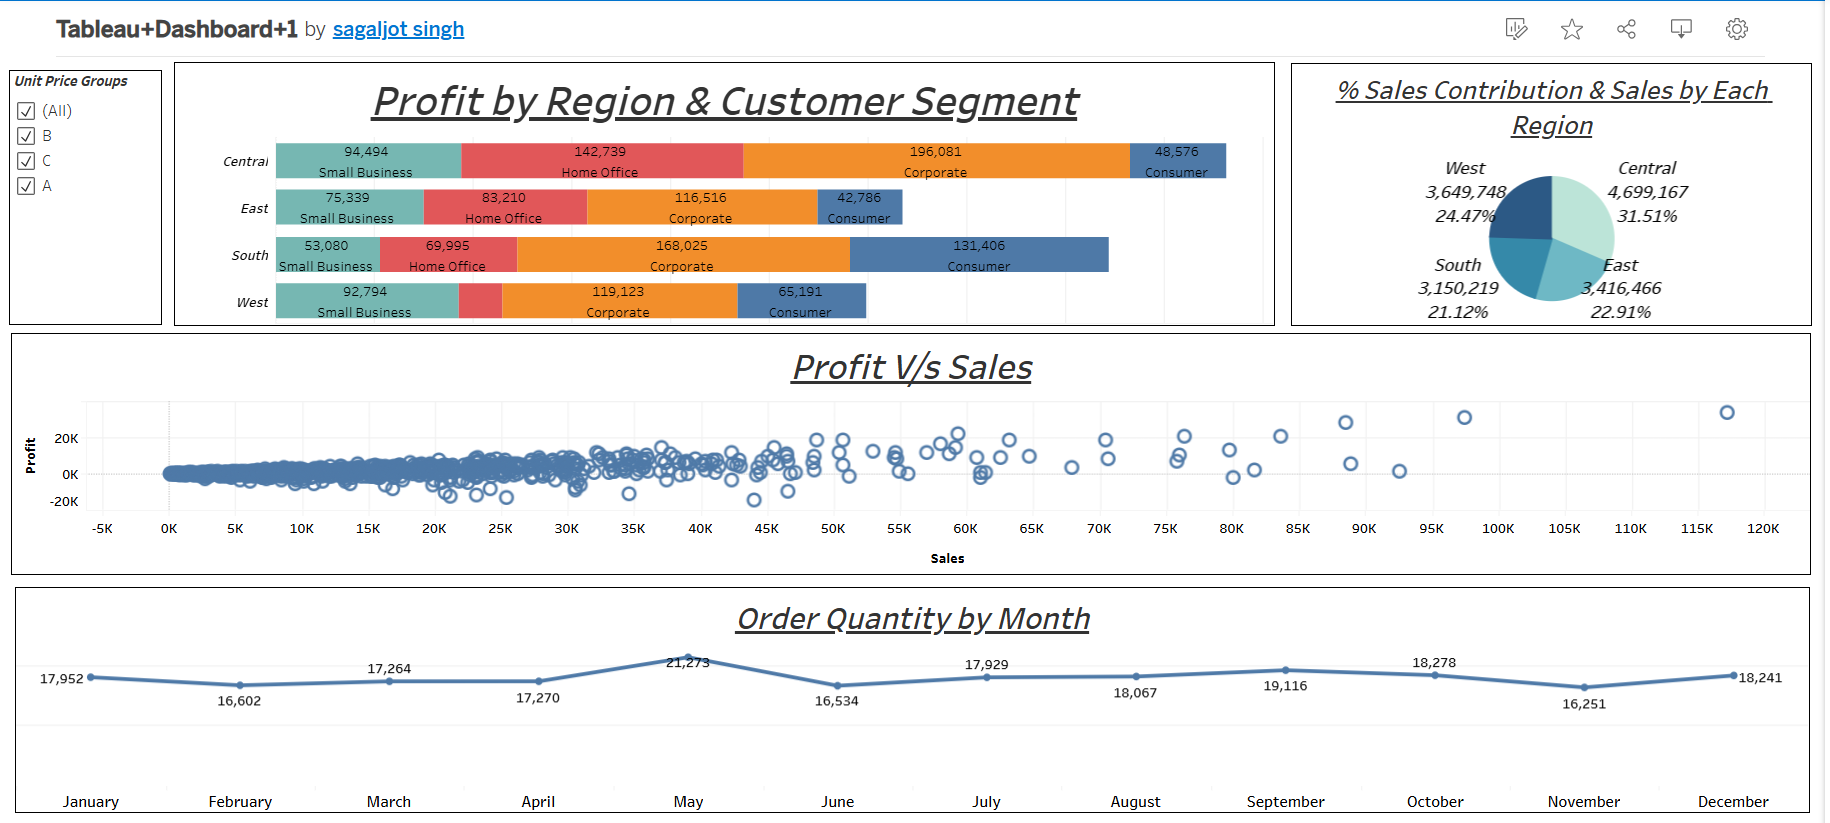 Tableau+Dashboard+1 by sagaljot singh
Unit Price Groups
(All)
B
C
A
Profit by Region & Customer Segment
Central
94,494
Small Business
142,739
Home Office
196,081
Corporate
48,576
Consumer
East
75,339
Small Business
83,210
Home Office
116,516
Corporate
42,786
Consumer
South
53,080
Small Business
69,995
Home Office
168,025
Corporate
131,406
Consumer
West
92,794
Small Business
119,123
Corporate
65,191
Consumer
% Sales Contribution & Sales by Each
Region
West
3,649,748
24.47%
Central
4,699,167
31.51%
South
3,150,219
21.12%
East
3,416,466
22.91%
Profit V/s Sales
Profit
20K
0K
-20K
-5K 0K 5K 10K 15K 20K 25K 30K 35K 40K 45K 50K 55K 60K 65K 70K 75K 80K 85K 90K 95K 100K 105K 110K 115K 120K
Sales
Order Quantity by Month
17,952
16,602
17,264
17,270
21,273
16,534
17,929
18,067
19,116
18,278
16,251
18,241
January February March April May June July August September October November December